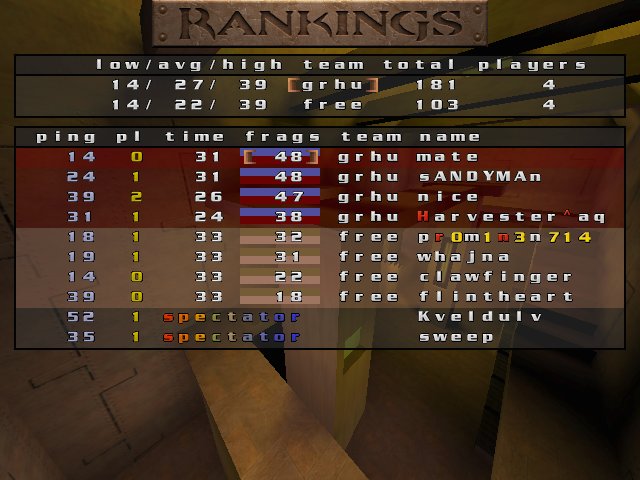 RANKINGS
low/avg/high team total players
14/ 27/ 39 [grhu] 181 4
14/ 22/ 39 free 103 4
ping pl time frags team name
14 0 31 [ 48 ] grhu mate
24 1 31 48 grhu sANDYMAn
39 2 26 47 grhu nice
31 1 24 38 grhu Harvester^aq
18 1 33 32 free pr0m1n3n714
19 1 33 31 free whajna
14 0 33 22 free clawfinger
39 0 33 18 free flintheart
52 1 spectator Kveldulv
35 1 spectator sweep